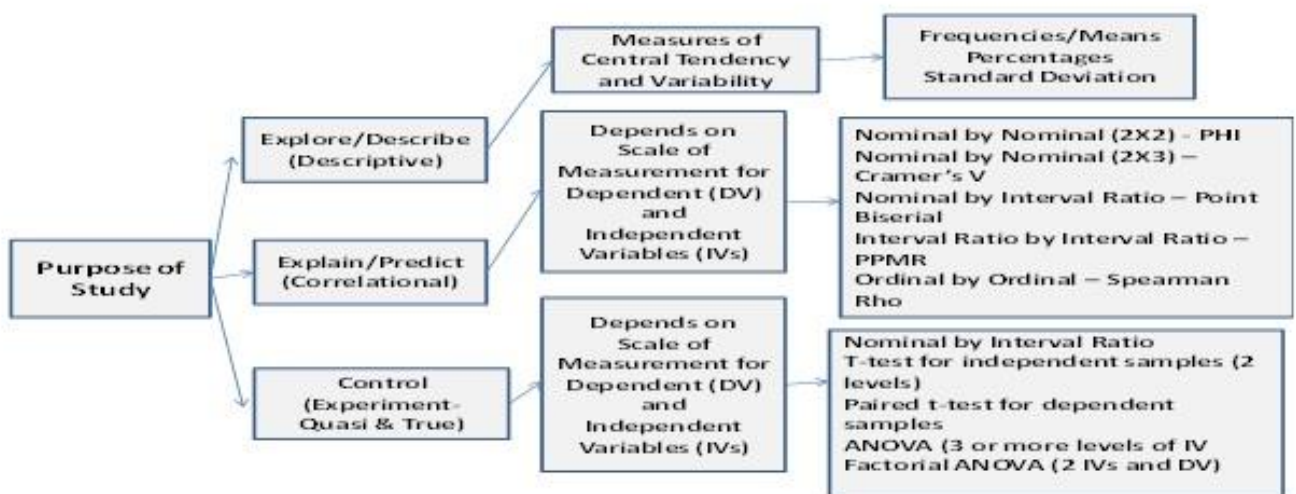 Purpose of
Study
Explore/Describe
(Descriptive)
Explain/Predict
(Correlational)
Control
(Experiment-
Quasi & True)
Measures of
Central Tendency
and Variability
Depends on
Scale of
Measurement for
Dependent (DV)
and
Independent
Variables (IVs)
Depends on
Scale of
Measurement for
Dependent (DV)
and
Independent
Variables (IVs)
Frequencies/Means
Percentages
Standard Deviation
Nominal by Nominal (2X2) - PHI
Nominal by Nominal (2X3) –
Cramer's V
Nominal by Interval Ratio – Point
Biserial
Interval Ratio by Interval Ratio –
PPMR
Ordinal by Ordinal – Spearman
Rho
Nominal by Interval Ratio
T-test for independent samples (2
levels)
Paired t-test for dependent
samples
ANOVA (3 or more levels of IV
Factorial ANOVA (2 IVs and DV)